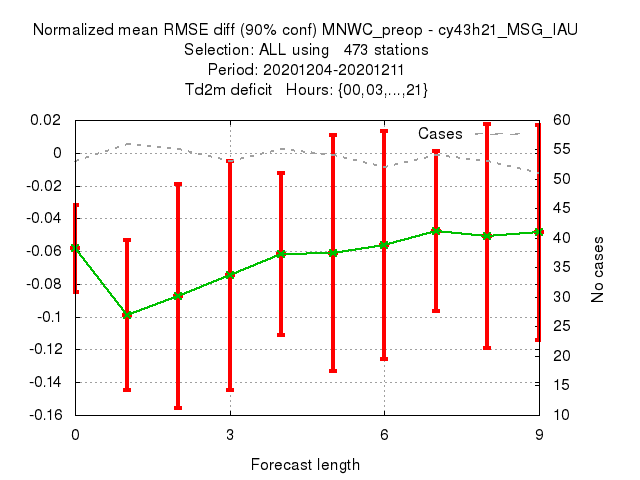 Normalized mean RMSE diff (90% conf) MNWC_preop - cy43h21_MSG_IAU
Selection: ALL using   473 stations
Period: 20201204-20201211
Td2m deficit   Hours: {00,03,...,21}
Cases
0.02
0
-0.02
-0.04
-0.06
-0.08
-0.1
-0.12
-0.14
-0.16
60
55
50
45
40
35
30
25
20
15
10
No cases
0 3 6 9
Forecast length